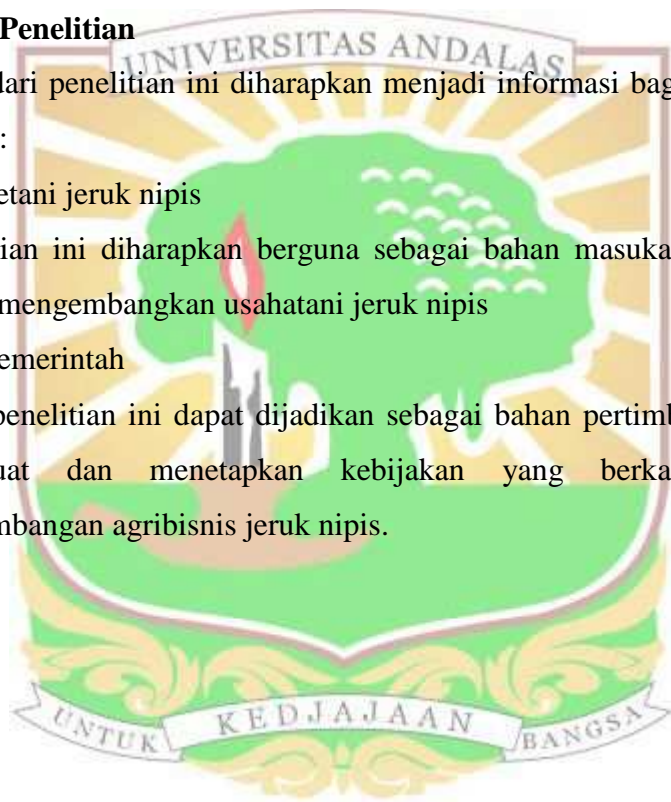 Penelitian
UNIVERSITAS ANDALAS
dari penelitian ini diharapkan menjadi informasi bag
:
etani jeruk nipis
ian ini diharapkan berguna sebagai bahan masuka
mengembangkan usahatani jeruk nipis
emerintah
penelitian ini dapat dijadikan sebagai bahan pertimb
uat dan menetapkan kebijakan yang berka
mbangan agribisnis jeruk nipis.
UNTUK KEDJAJAAN BANGSA